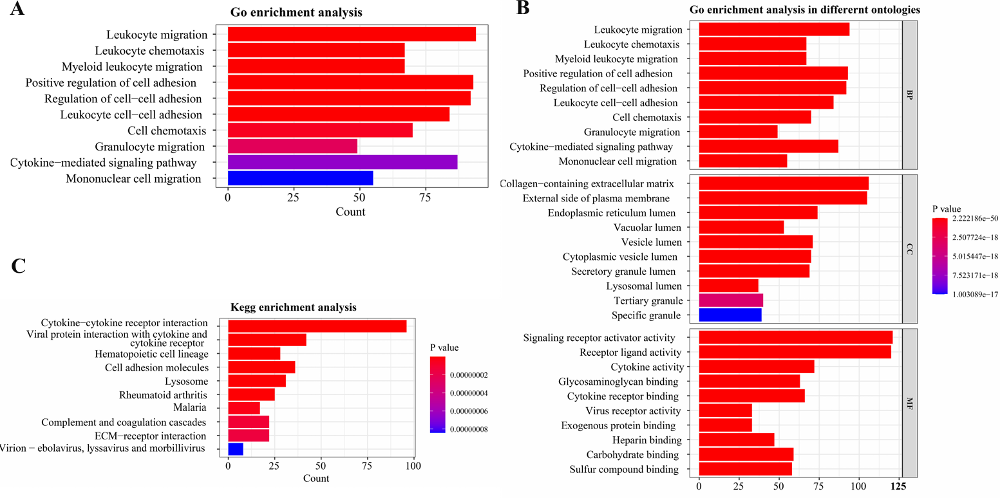 A
Go enrichment analysis
Leukocyte migration
Leukocyte chemotaxis
Myeloid leukocyte migration
Positive regulation of cell adhesion
Regulation of cell−cell adhesion
Leukocyte cell−cell adhesion
Cell chemotaxis
Granulocyte migration
Cytokine−mediated signaling pathway
Mononuclear cell migration
0 25 50 75
Count
B
Go enrichment analysis in differernt ontologies
Leukocyte migration
Leukocyte chemotaxis
Myeloid leukocyte migration
Positive regulation of cell adhesion
Regulation of cell−cell adhesion
Leukocyte cell−cell adhesion
Cell chemotaxis
Granulocyte migration
Cytokine−mediated signaling pathway
Mononuclear cell migration
BP
Collagen−containing extracellular matrix
External side of plasma membrane
Endoplasmic reticulum lumen
Vacuolar lumen
Vesicle lumen
Cytoplasmic vesicle lumen
Secretory granule lumen
Lysosomal lumen
Tertiary granule
Specific granule
CC
Signaling receptor activator activity
Receptor ligand activity
Cytokine activity
Glycosaminoglycan binding
Cytokine receptor binding
Virus receptor activity
Exogenous protein binding
Heparin binding
Carbohydrate binding
Sulfur compound binding
MF
0 25 50 75 100 125
P value
2.222186e−50
2.507724e−18
5.015447e−18
7.523171e−18
1.003089e−17
C
Kegg enrichment analysis
Cytokine−cytokine receptor interaction
Viral protein interaction with cytokine and
cytokine receptor
Hematopoietic cell lineage
Cell adhesion molecules
Lysosome
Rheumatoid arthritis
Malaria
Complement and coagulation cascades
ECM−receptor interaction
Virion − ebolavirus, lyssavirus and morbillivirus
0 25 50 75 100
Count
P value
0.00000002
0.00000004
0.00000006
0.00000008